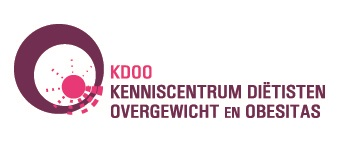 KDOO
KENNISCENTRUM DIËTISTEN
OVERGEWICHT EN OBESITAS